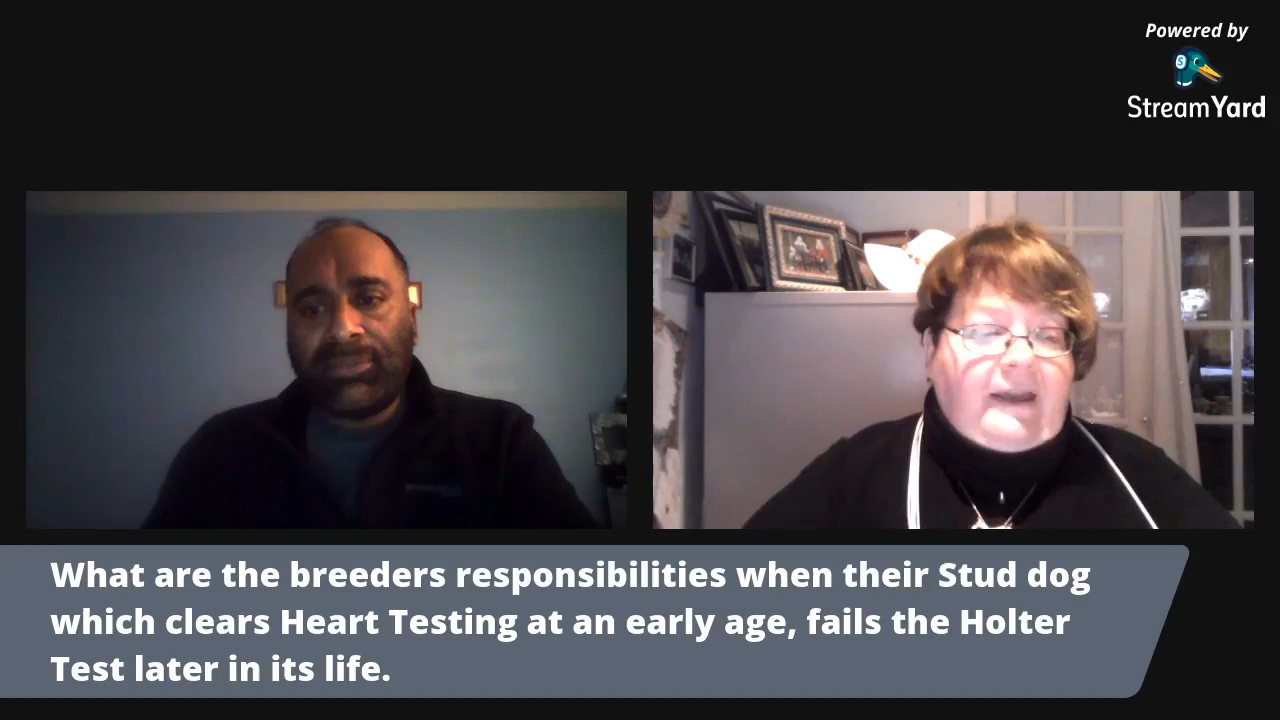 Powered by
StreamYard
What are the breeders responsibilities when their Stud dog
which clears Heart Testing at an early age, fails the Holter
Test later in its life.